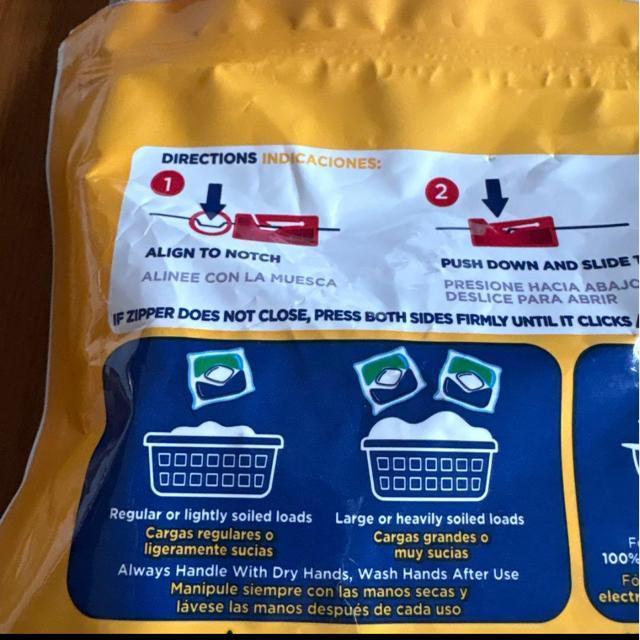 DIRECTIONS INDICACIONES:
1
2
ALIGN TO NOTCH
ALINEE CON LA MUESCA
PUSH DOWN AND SLIDE
PRESIONE HACIA ABAJO
DESLICE PARA ABRIR
IF ZIPPER DOES NOT CLOSE, PRESS BOTH SIDES FIRMLY UNTIL IT CLICKS
Regular or lightly soiled loads
Cargas regulares o
ligeramente sucias
Large or heavily soiled loads
Cargas grandes o
muy sucias
Always Handle With Dry Hands, Wash Hands After Use
Manipule siempre con las manos secas y
lávese las manos después de cada uso
100%